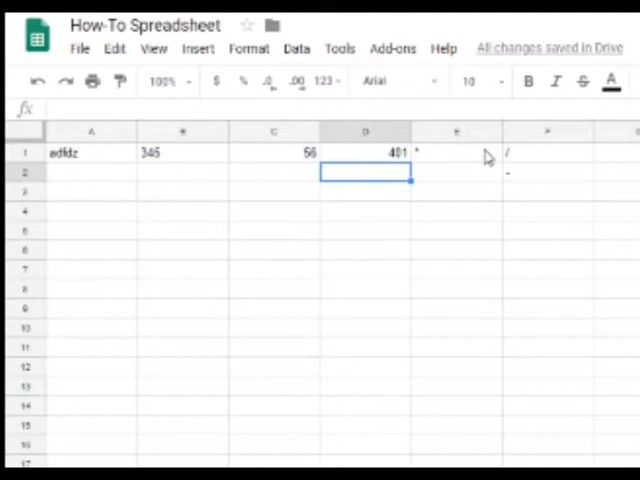 How-To Spreadsheet
File Edit View Insert Format Data Tools Add-ons Help All changes saved in Drive
100% $ % .0 .00 123 Arial 10 B I S A
fx
A B C D E F
1 adfdz 345 56 401 * /
2 -
3
4
5
6
7
8
9
10
11
12
13
14
15
16
17